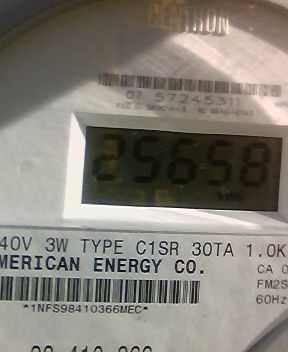 CENTRON
07 57245311
25658
kWh
40V 3W TYPE C1SR 30TA 1.0K
MERICAN ENERGY CO.
CA 0
FM2S
60Hz
*1NFS98410366MEC*